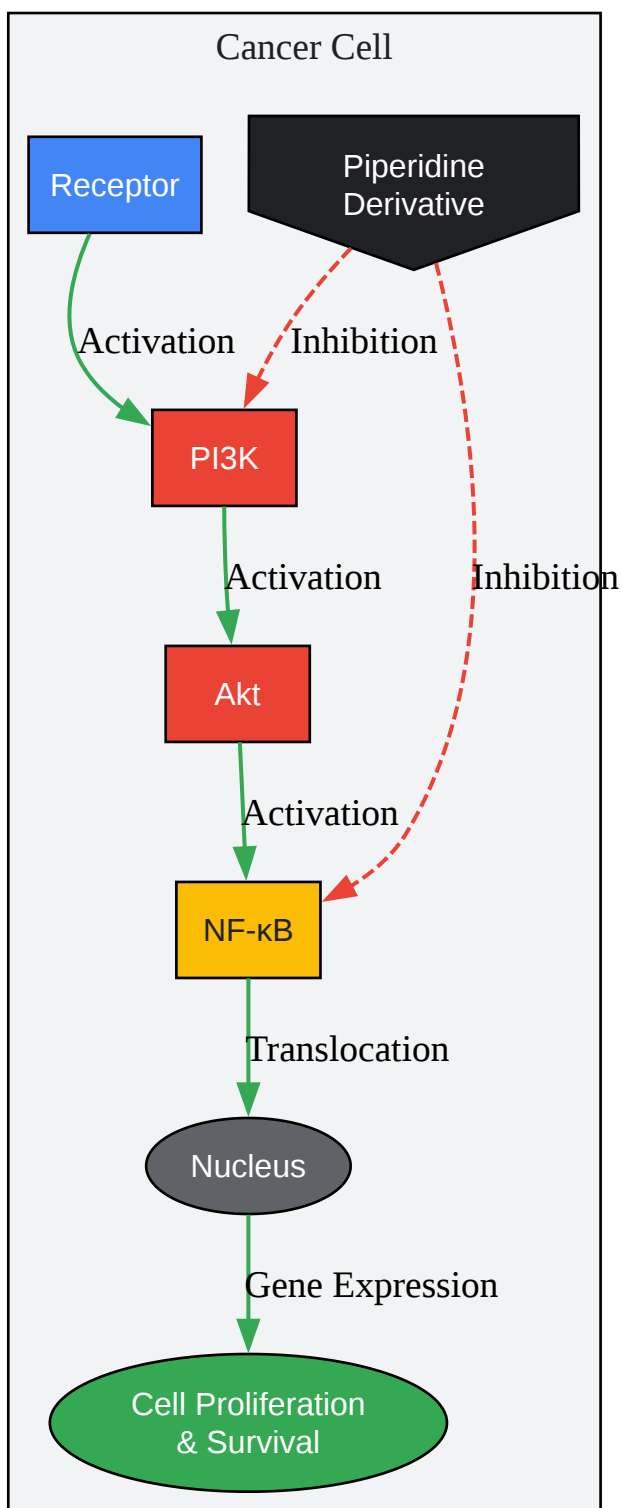 Cancer Cell
Receptor
Piperidine
Derivative
Activation
Inhibition
PI3K
Activation
Inhibition
Akt
Activation
NF-κB
Translocation
Nucleus
Gene Expression
Cell Proliferation
& Survival